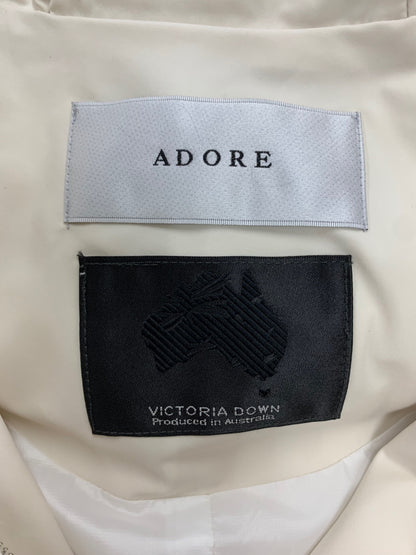 ADORE
VICTORIA DOWN
Produced in Australia